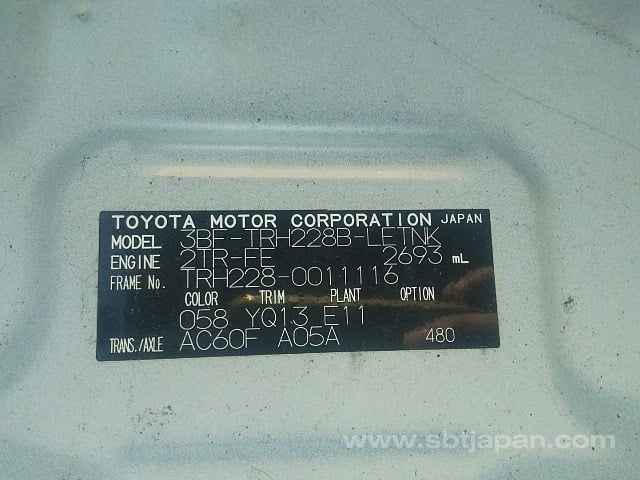 TOYOTA MOTOR CORPORATION JAPAN
MODEL 3BF-TRH228B-LETNK
ENGINE 2TR-FE 2693 mL
FRAME No. TRH228-0011116
COLOR TRIM PLANT OPTION
058 YQ13 E11
TRANS./AXLE AC60F A05A 480
www.sbtjapan.com